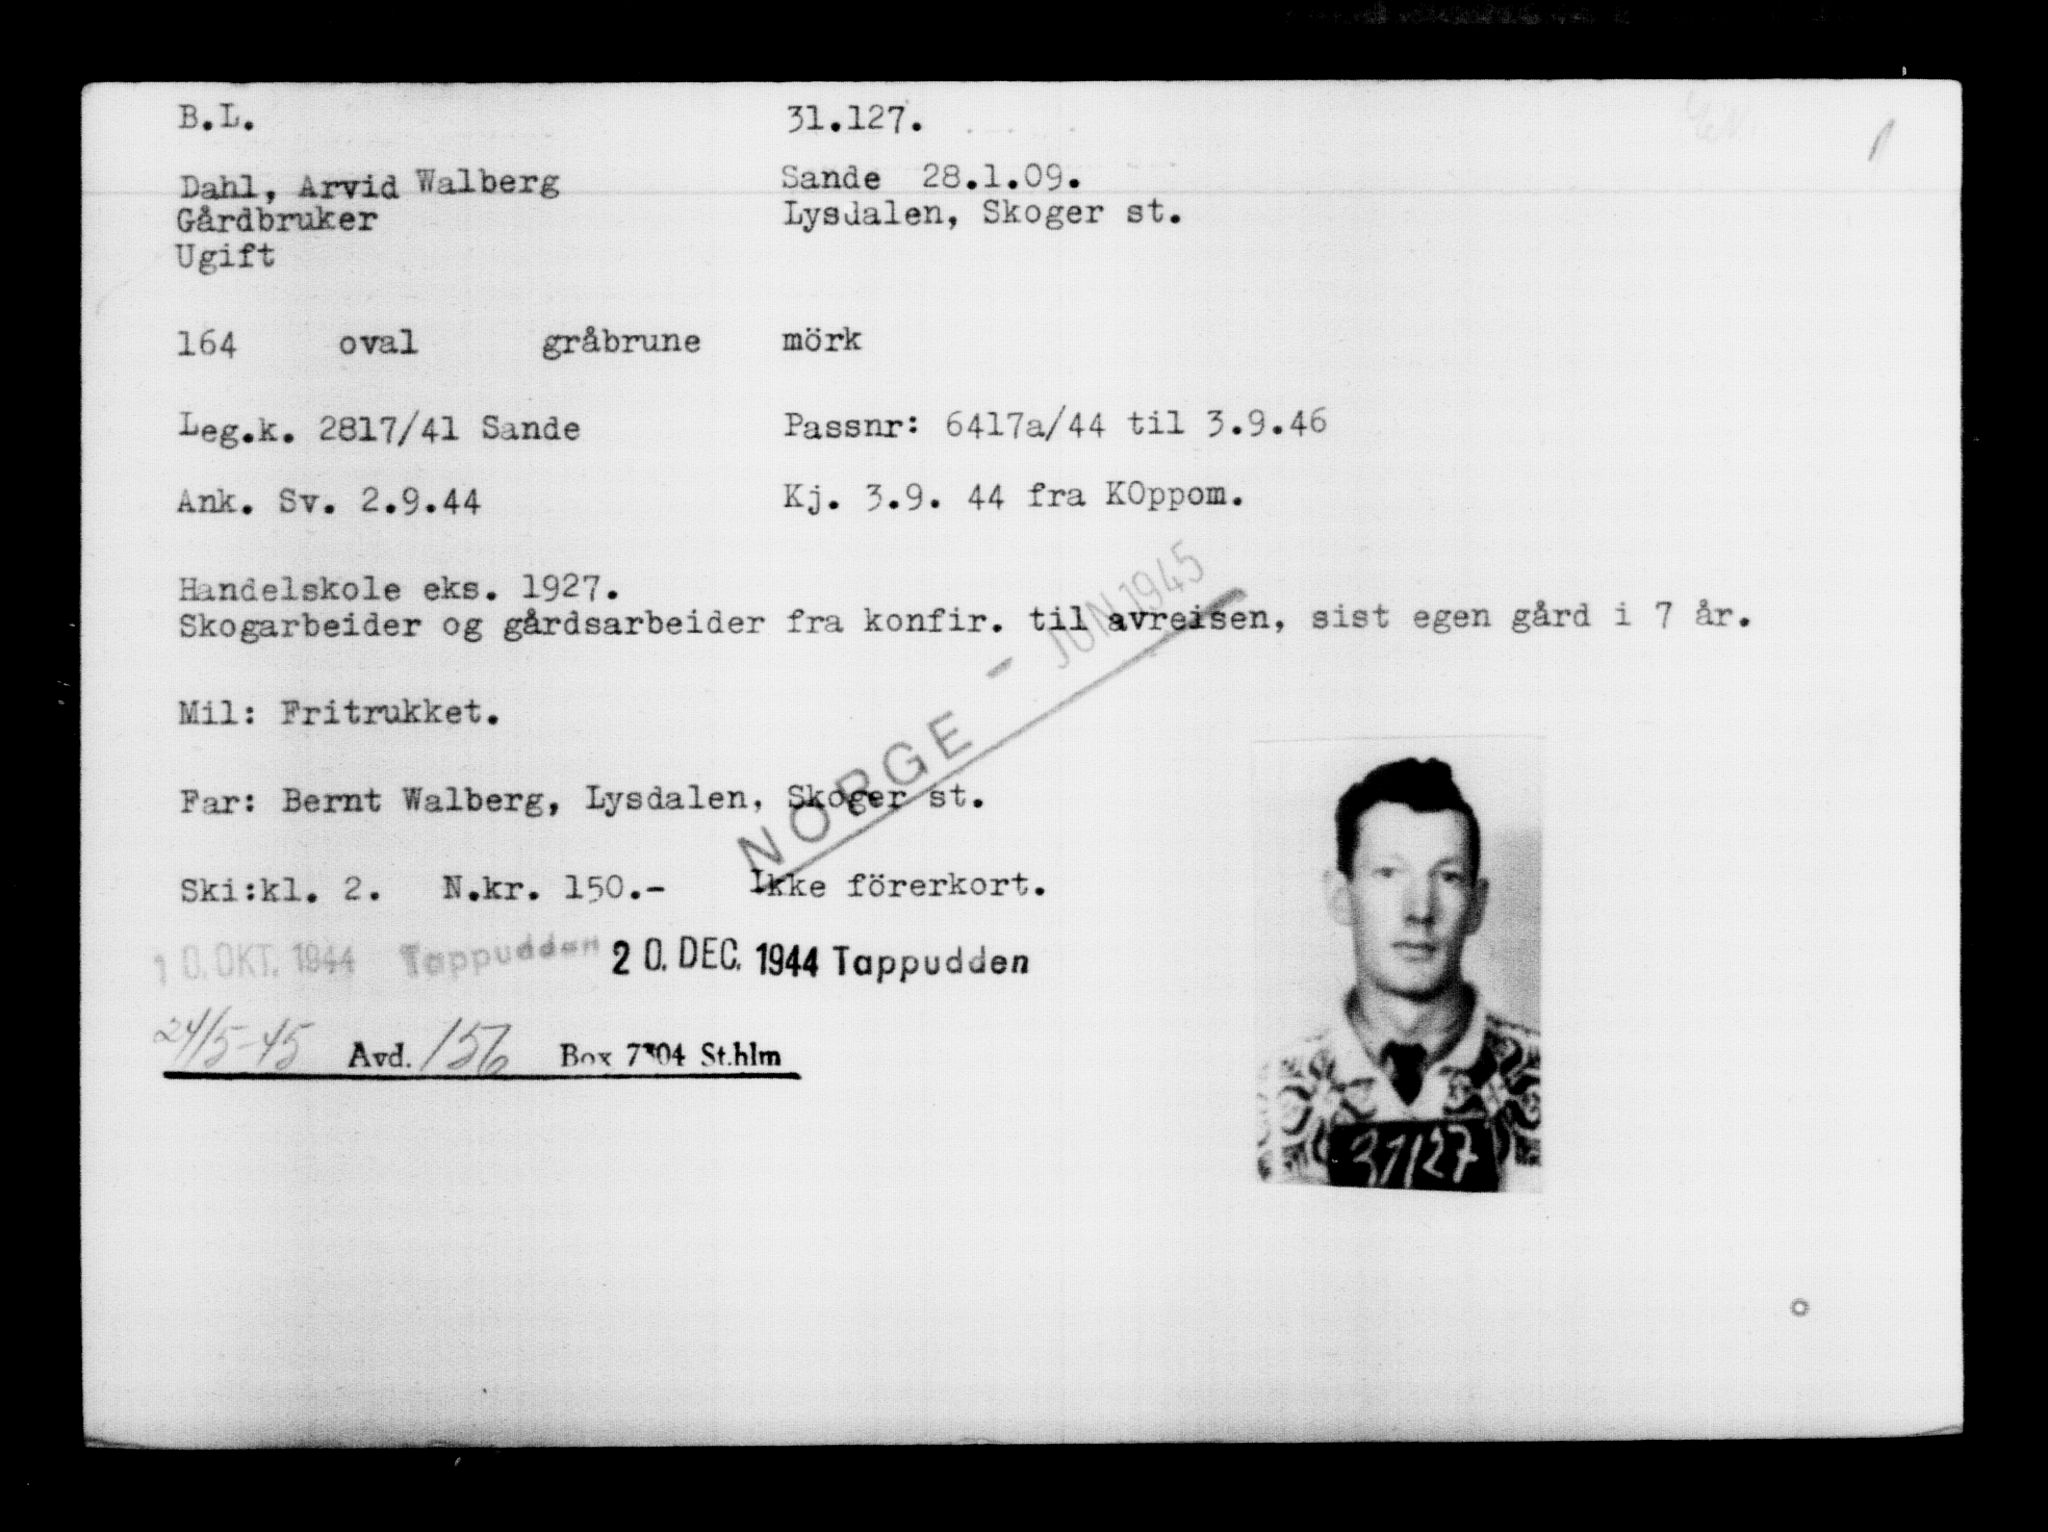 B.L. 31.127.
Dahl, Arvid Walberg Sande 28.1.09.
Gårdbruker Lysdalen, Skoger st.
Ugift
164 oval gråbrune mörk
Leg.k. 2817/41 Sande Passnr: 6417a/44 til 3.9.46
Ank. Sv. 2.9.44 Kj. 3.9. 44 fra KOppom.
Handelskole eks. 1927.
Skogarbeider og gårdsarbeider fra konfir. til avreisen, sist egen gård i 7 år.
NORGE - JUN 1945
Mil: Fritrukket.
Far: Bernt Walberg, Lysdalen, Skoger st.
Ski:kl. 2. N.kr. 150.- Ikke förerkort.
10. OKT. 1944 Tappudden 20. DEC. 1944 Tappudden
24/5-45 Avd. 156 Box 7304 St.hlm
31127